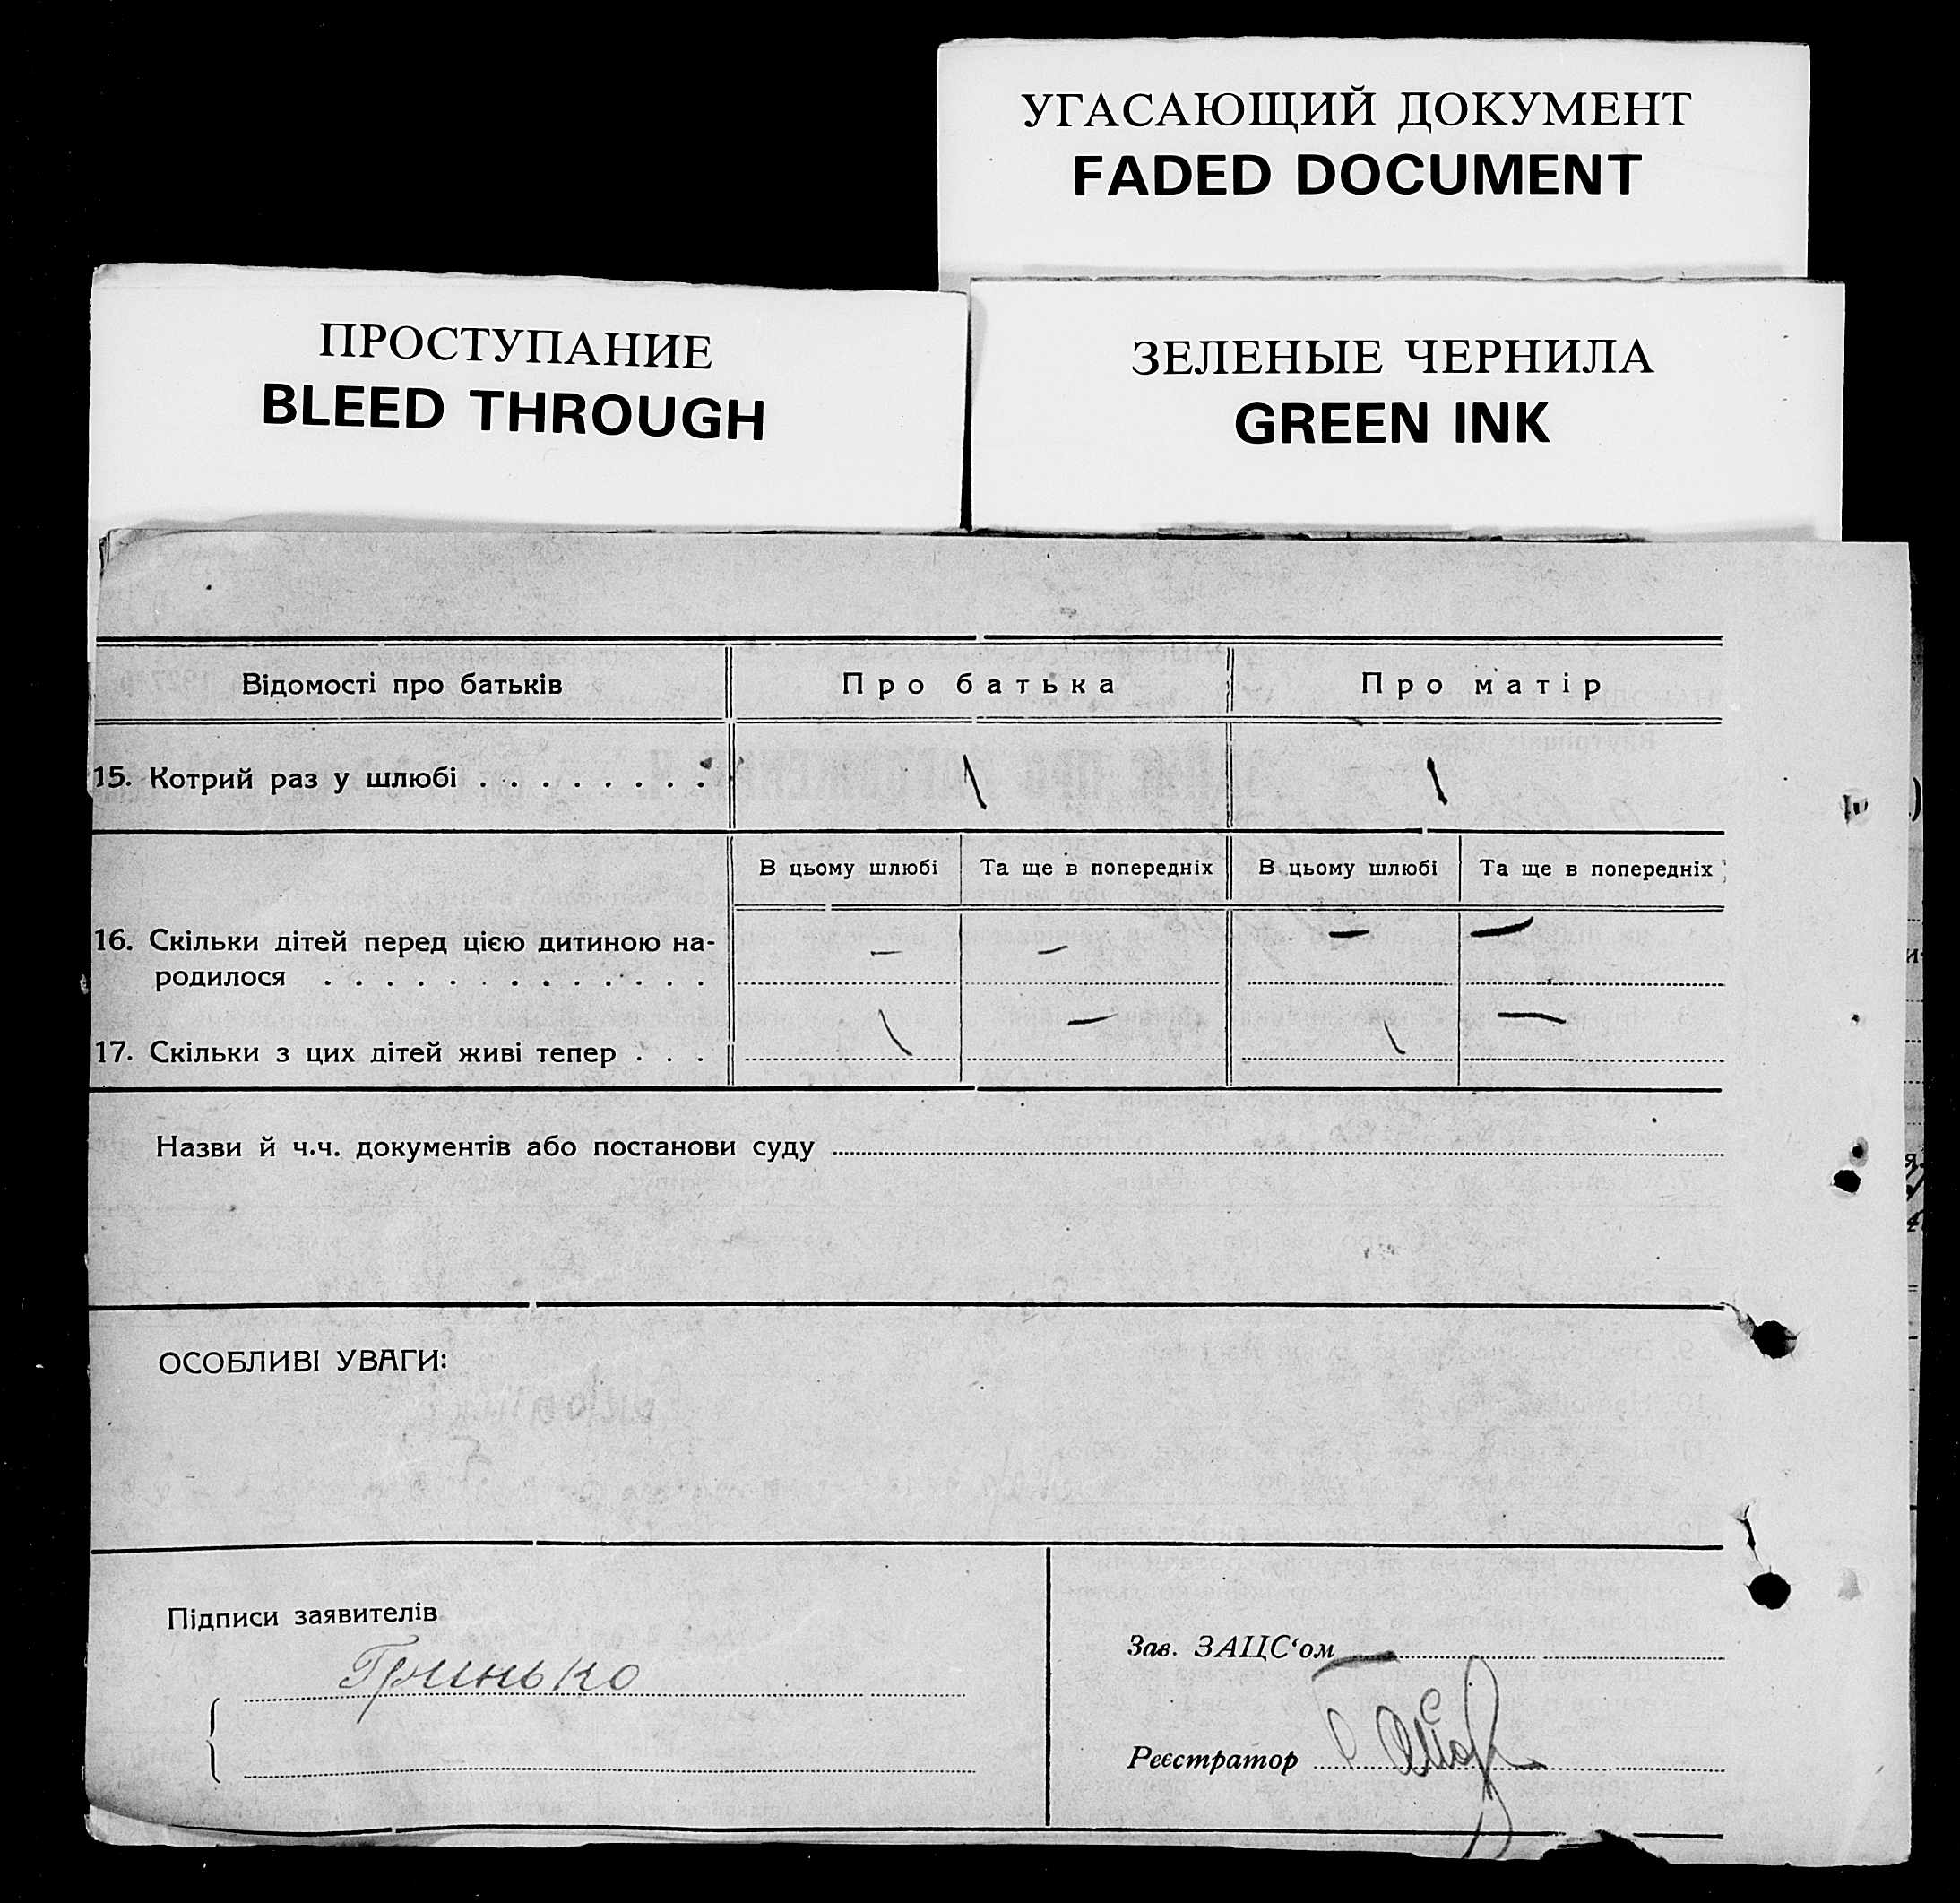 УГАСАЮЩИЙ ДОКУМЕНТ
FADED DOCUMENT
ПРОСТУПАНИЕ
BLEED THROUGH
ЗЕЛЕНЫЕ ЧЕРНИЛА
GREEN INK
Відомості про батьків Про батька Про матір
15. Котрий раз у шлюбі . . . . . . . . \ \
В цьому шлюбі Та ще в попередніх В цьому шлюбі Та ще в попередніх
16. Скільки дітей перед цією дитиною на- — — — —
родилося . . . . . . . . . . . . .
17. Скільки з цих дітей живі тепер . . . \ — \ —
Назви й ч.ч. документів або постанови суду
ОСОБЛИВІ УВАГИ:
Підписи заявителів
Гринько
Зав. ЗАЦС‘ом
Реєстратор